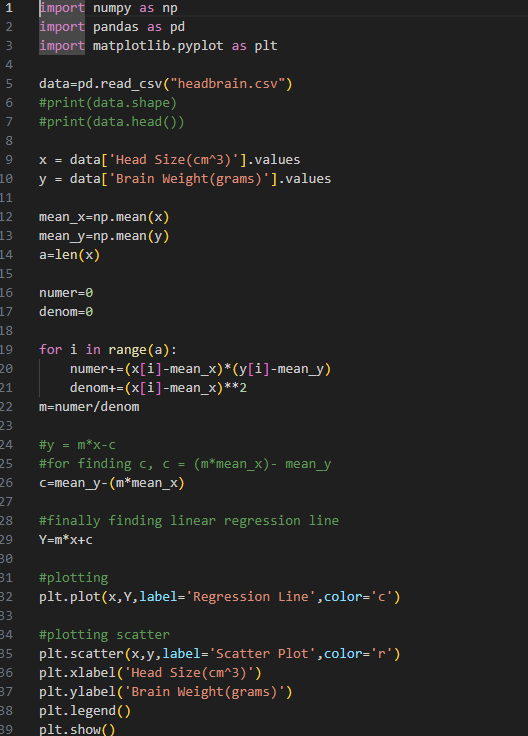 1 import numpy as np
2 import pandas as pd
3 import matplotlib.pyplot as plt
4
5 data=pd.read_csv("headbrain.csv")
6 #print(data.shape)
7 #print(data.head())
8
9 x = data['Head Size(cm^3)'].values
10 y = data['Brain Weight(grams)'].values
11
12 mean_x=np.mean(x)
13 mean_y=np.mean(y)
14 a=len(x)
15
16 numer=0
17 denom=0
18
19 for i in range(a):
20     numer+=(x[i]-mean_x)*(y[i]-mean_y)
21     denom+=(x[i]-mean_x)**2
22 m=numer/denom
23
24 #y = m*x-c
25 #for finding c, c = (m*mean_x)- mean_y
26 c=mean_y-(m*mean_x)
27
28 #finally finding linear regression line
29 Y=m*x+c
30
31 #plotting
32 plt.plot(x,Y,label='Regression Line',color='c')
33
34 #plotting scatter
35 plt.scatter(x,y,label='Scatter Plot',color='r')
36 plt.xlabel('Head Size(cm^3)')
37 plt.ylabel('Brain Weight(grams)')
38 plt.legend()
39 plt.show()